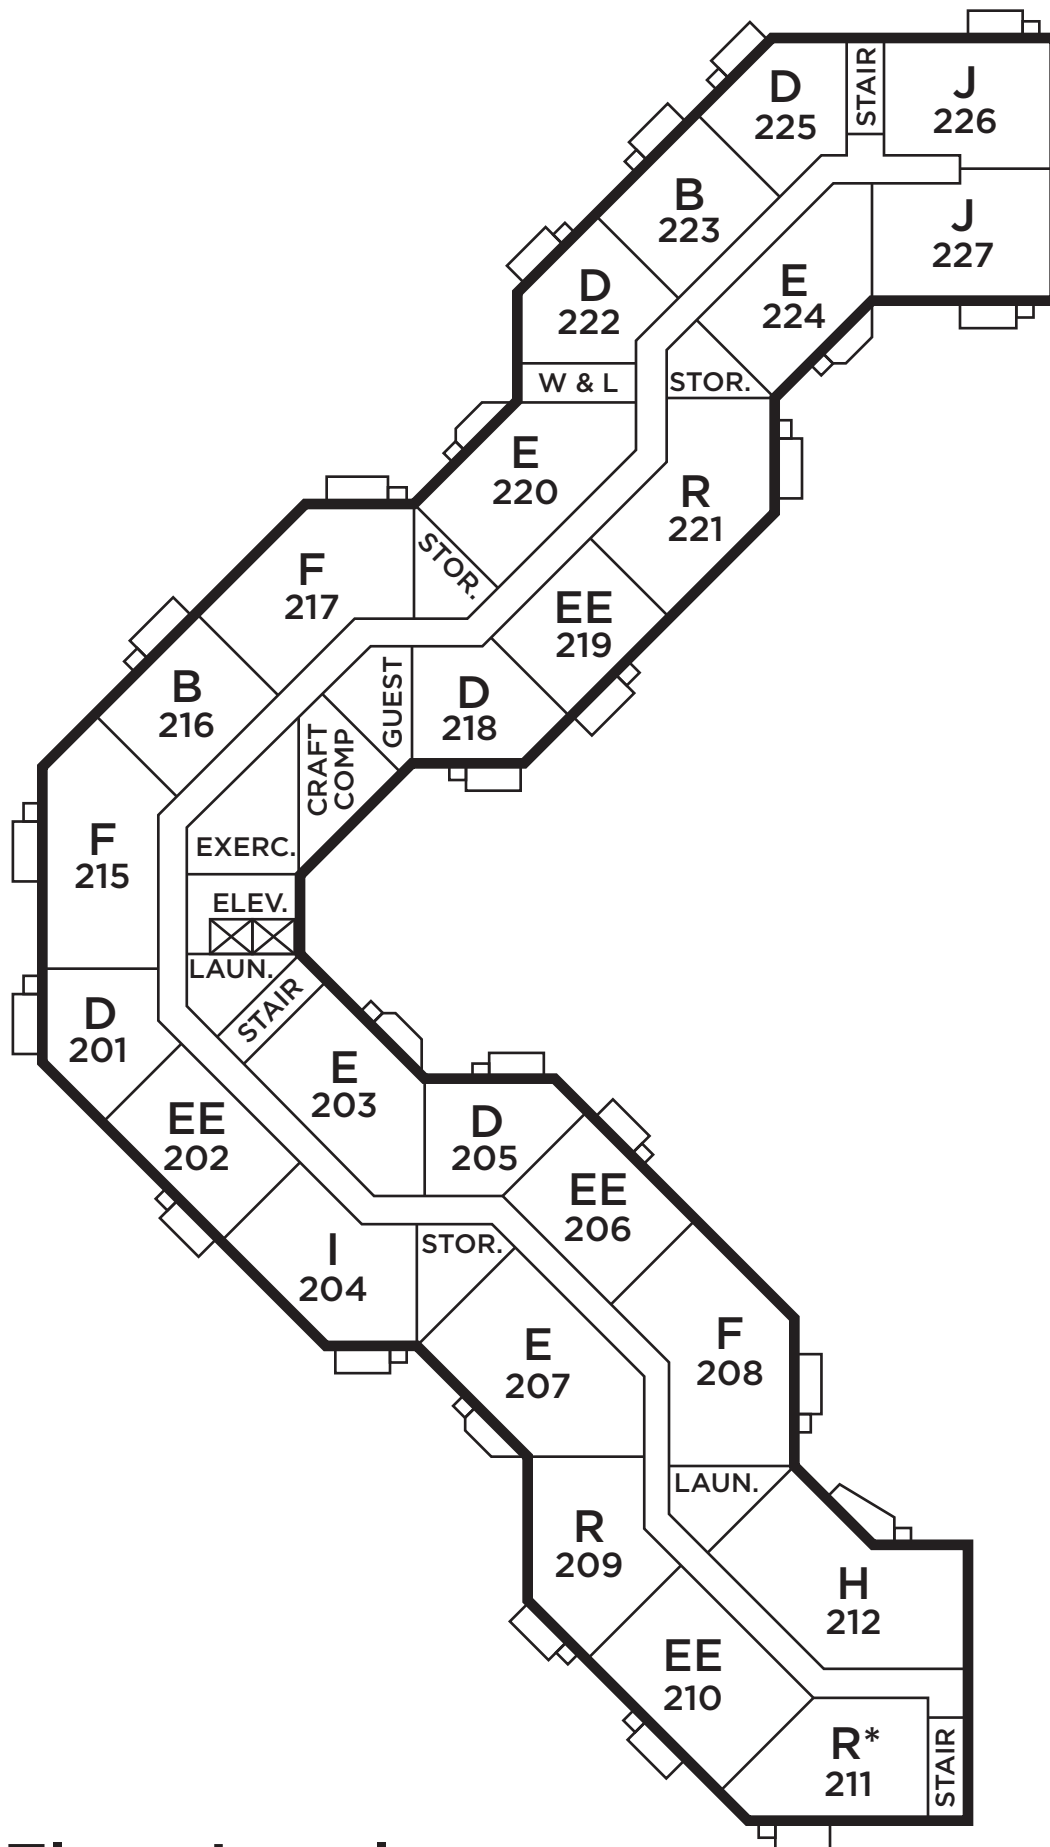 D
225
STAIR
J
226
B
223
J
227
D
222
E
224
W & L
STOR.
E
220
R
221
STOR.
F
217
EE
219
B
216
GUEST
D
218
CRAFT
COMP
F
215
EXERC.
ELEV.
LAUN.
STAIR
D
201
E
203
EE
202
D
205
EE
206
I
204
STOR.
E
207
F
208
LAUN.
R
209
H
212
EE
210
R*
211
STAIR